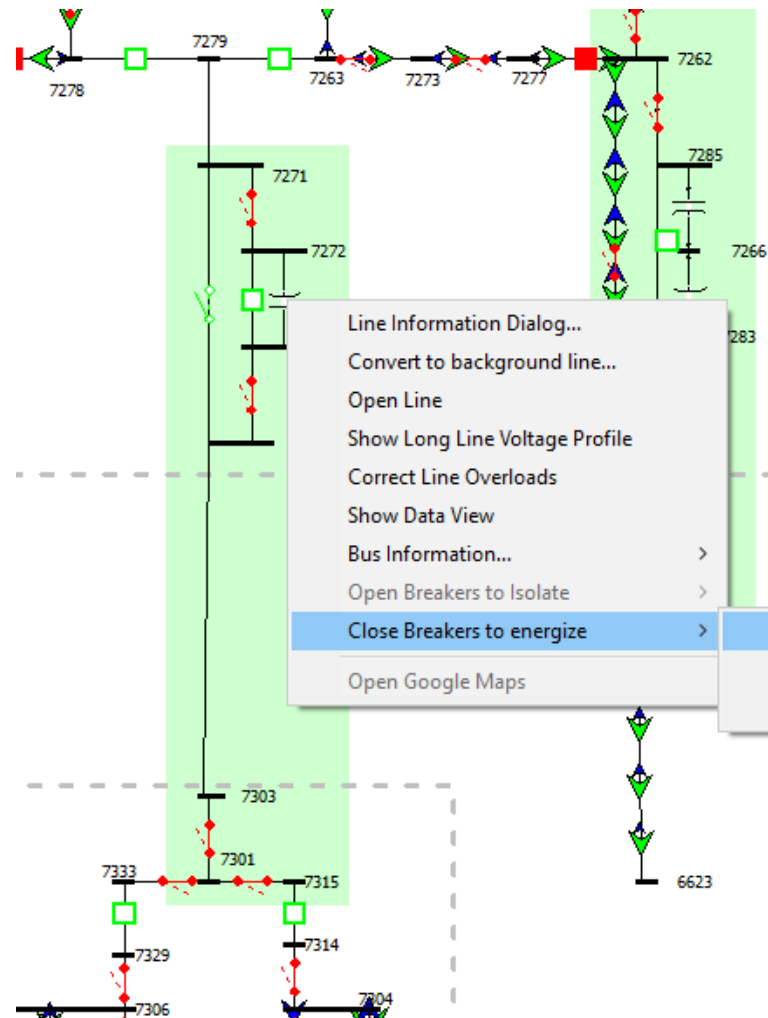 7279
7278
7263
7273
7277
7262
7271
7285
7272
7266
7283
Line Information Dialog...
Convert to background line...
Open Line
Show Long Line Voltage Profile
Correct Line Overloads
Show Data View
Bus Information...
Open Breakers to Isolate
Close Breakers to energize
Open Google Maps
7303
7301
7333
7315
6623
7329
7314
7306
7304